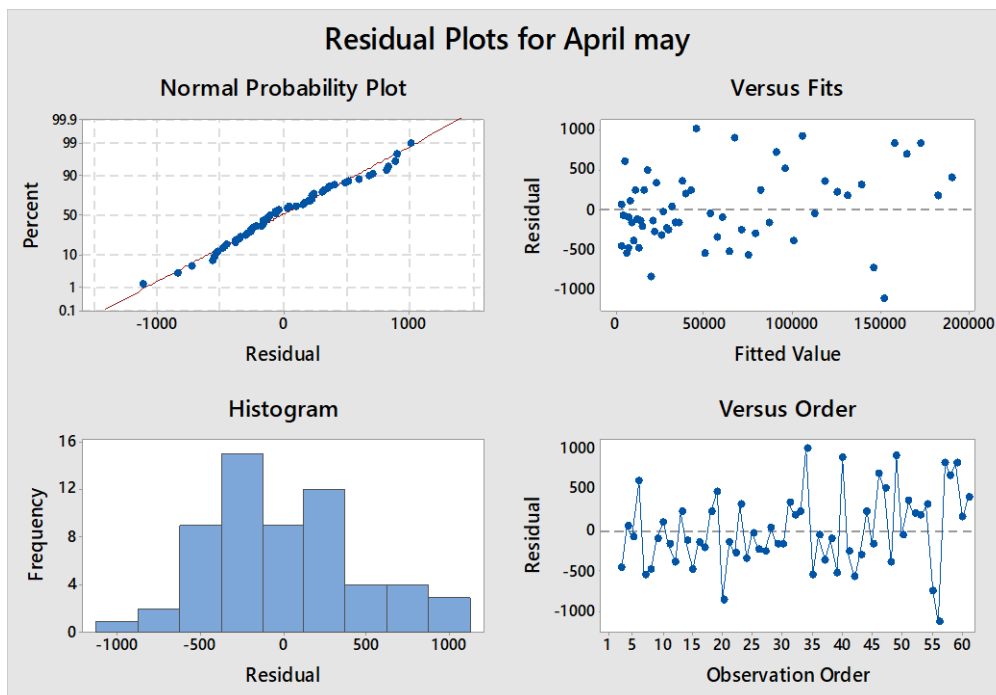 Residual Plots for April may
Normal Probability Plot
99.9
99
90
50
10
1
0.1
Percent
-1000 0 1000
Residual
Versus Fits
1000
500
0
-500
-1000
Residual
0 50000 100000 150000 200000
Fitted Value
Histogram
16
12
8
4
0
Frequency
-1000 -500 0 500 1000
Residual
Versus Order
1000
500
0
-500
-1000
Residual
1 5 10 15 20 25 30 35 40 45 50 55 60
Observation Order